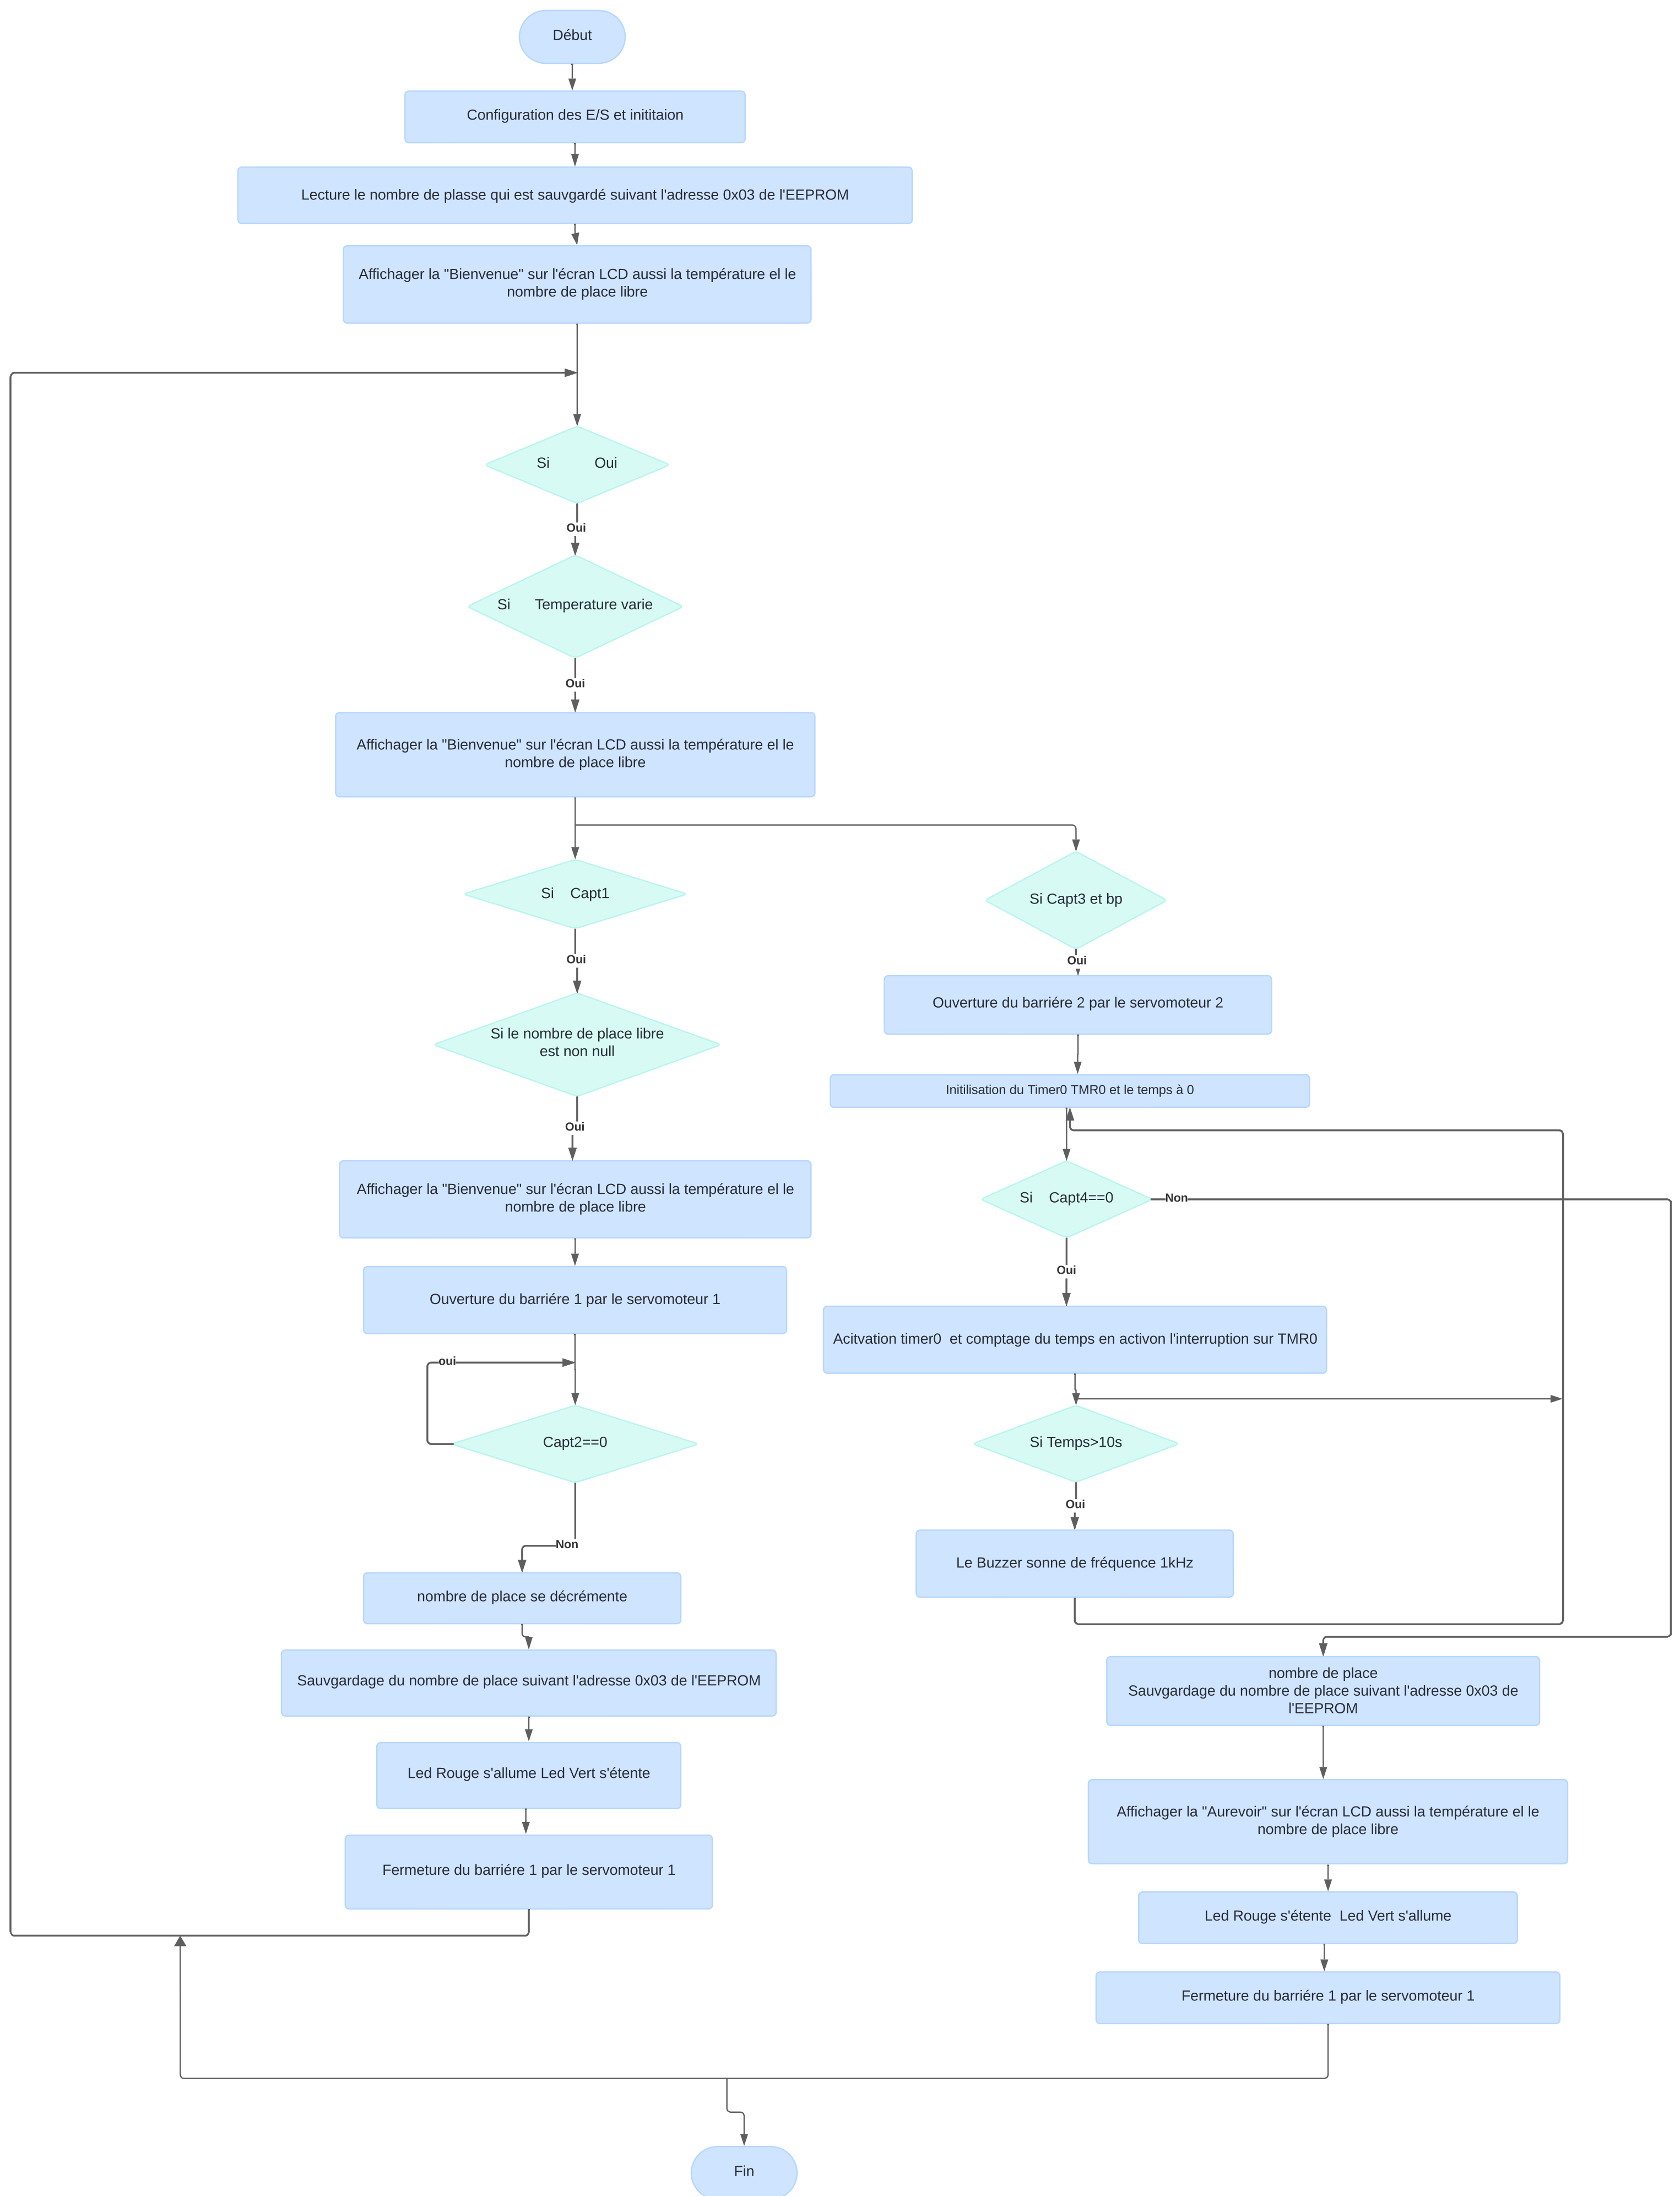 Début
Configuration des E/S et inititaion
Lecture le nombre de plasse qui est sauvgardé suivant l'adresse 0x03 de l'EEPROM
Affichager la "Bienvenue" sur l'écran LCD aussi la température el le
nombre de place libre
Si Oui
Oui
Si Temperature varie
Oui
Affichager la "Bienvenue" sur l'écran LCD aussi la température el le
nombre de place libre
Si Capt1
Oui
Si le nombre de place libre
est non null
Oui
Affichager la "Bienvenue" sur l'écran LCD aussi la température el le
nombre de place libre
Ouverture du barriére 1 par le servomoteur 1
oui
Capt2==0
Non
nombre de place se décrémente
Sauvgardage du nombre de place suivant l'adresse 0x03 de l'EEPROM
Led Rouge s'allume Led Vert s'étente
Fermeture du barriére 1 par le servomoteur 1
Si Capt3 et bp
Oui
Ouverture du barriére 2 par le servomoteur 2
Initilisation du Timer0 TMR0 et le temps à 0
Si Capt4==0
Non
Oui
Acitvation timer0 et comptage du temps en activon l'interruption sur TMR0
Si Temps>10s
Oui
Le Buzzer sonne de fréquence 1kHz
nombre de place
Sauvgardage du nombre de place suivant l'adresse 0x03 de
l'EEPROM
Affichager la "Aurevoir" sur l'écran LCD aussi la température el le
nombre de place libre
Led Rouge s'étente Led Vert s'allume
Fermeture du barriére 1 par le servomoteur 1
Fin